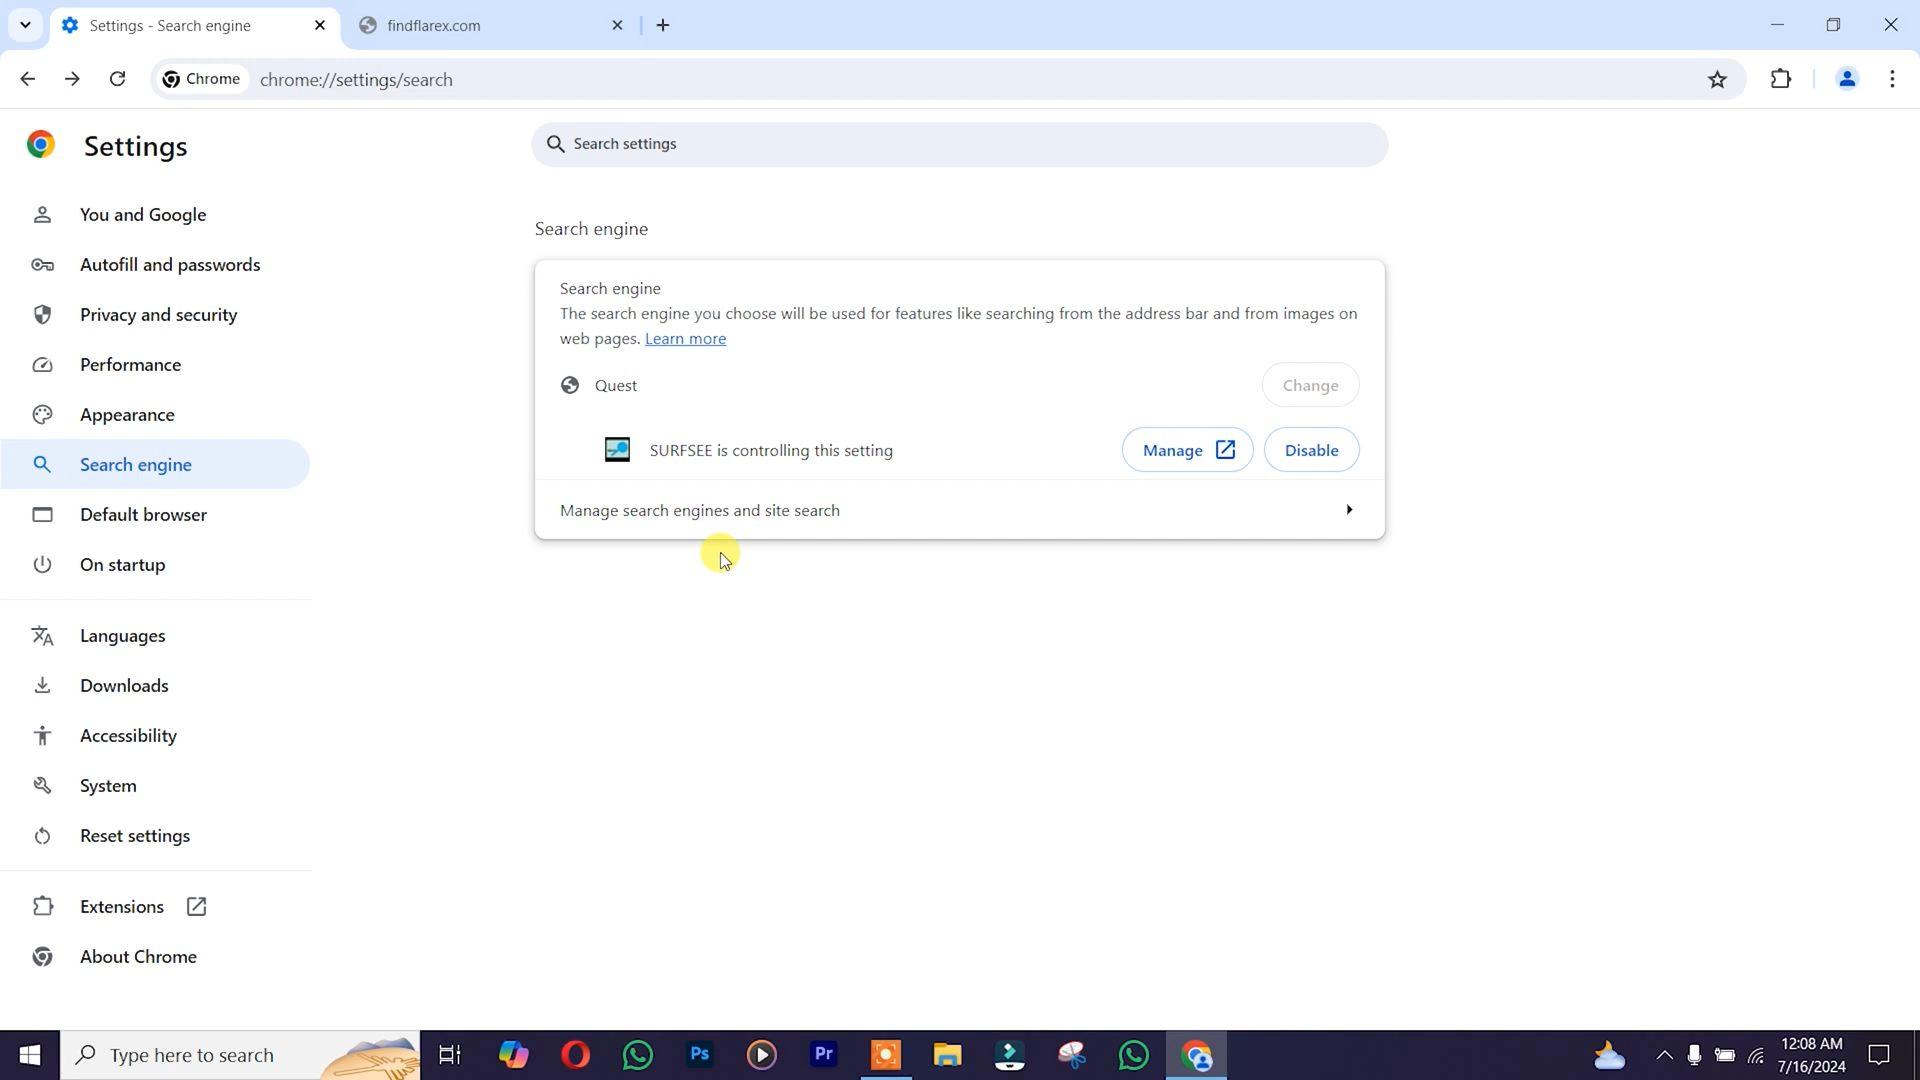 Settings - Search engine
findflarex.com
Chrome
chrome://settings/search
Settings
Search settings
You and Google
Autofill and passwords
Privacy and security
Performance
Appearance
Search engine
Default browser
On startup
Languages
Downloads
Accessibility
System
Reset settings
Extensions
About Chrome
Search engine
Search engine
The search engine you choose will be used for features like searching from the address bar and from images on
web pages. Learn more
Quest
Change
SURFSEE is controlling this setting
Manage
Disable
Manage search engines and site search
Type here to search
Ps
Pr
12:08 AM
7/16/2024